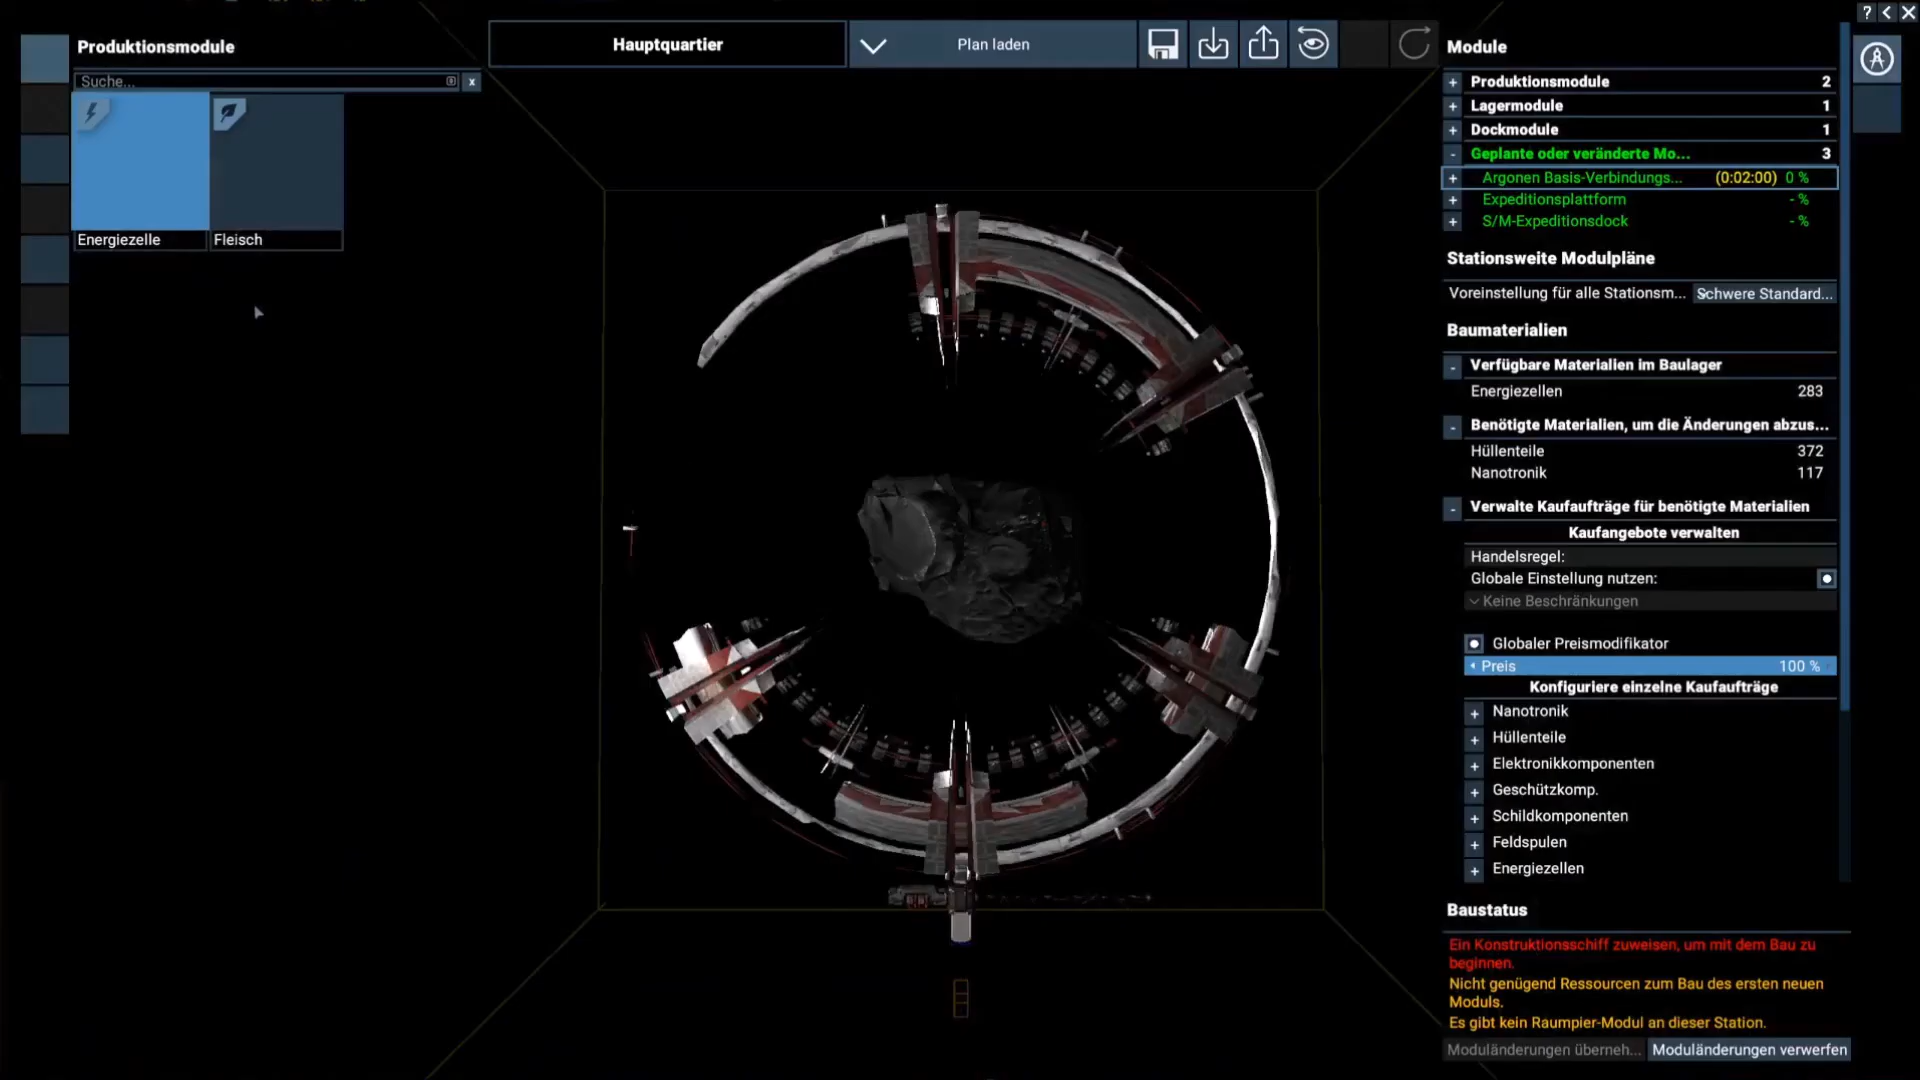 Produktionsmodule
Suche...
x
Energiezelle
Fleisch
Hauptquartier
Plan laden
?
Module
+ Produktionsmodule 2
+ Lagermodule 1
+ Dockmodule 1
- Geplante oder veränderte Mo... 3
+ Argonen Basis-Verbindungs... (0:02:00) 0 %
+ Expeditionsplattform - %
+ S/M-Expeditionsdock - %
Stationsweite Modulpläne
Voreinstellung für alle Stationsm... Schwere Standard...
Baumaterialien
- Verfügbare Materialien im Baulager
Energiezellen 283
- Benötigte Materialien, um die Änderungen abzus...
Hüllenteile 372
Nanotronik 117
- Verwalte Kaufaufträge für benötigte Materialien
Kaufangebote verwalten
Handelsregel:
Globale Einstellung nutzen:
Keine Beschränkungen
Globaler Preismodifikator
Preis 100 %
Konfiguriere einzelne Kaufaufträge
+ Nanotronik
+ Hüllenteile
+ Elektronikkomponenten
+ Geschützkomp.
+ Schildkomponenten
+ Feldspulen
+ Energiezellen
Baustatus
Ein Konstruktionsschiff zuweisen, um mit dem Bau zu
beginnen.
Nicht genügend Ressourcen zum Bau des ersten neuen
Moduls.
Es gibt kein Raumpier-Modul an dieser Station.
Moduländerungen überneh... Moduländerungen verwerfen